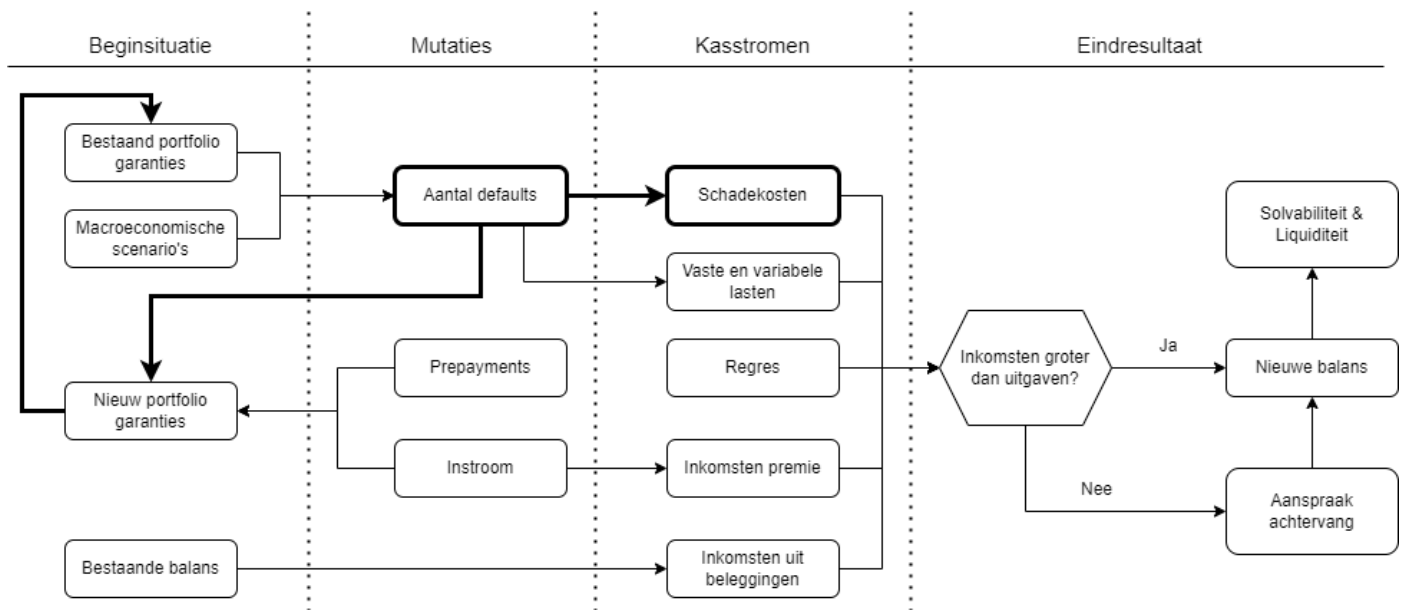 Beginsituatie
Mutaties
Kasstromen
Eindresultaat
Bestaand portfolio
garanties
Macroeconomische
scenario's
Nieuw portfolio
garanties
Bestaande balans
Aantal defaults
Prepayments
Instroom
Schadekosten
Vaste en variabele
lasten
Regres
Inkomsten premie
Inkomsten uit
beleggingen
Inkomsten groter
dan uitgaven?
Ja
Nee
Solvabiliteit &
Liquiditeit
Nieuwe balans
Aanspraak
achtervang